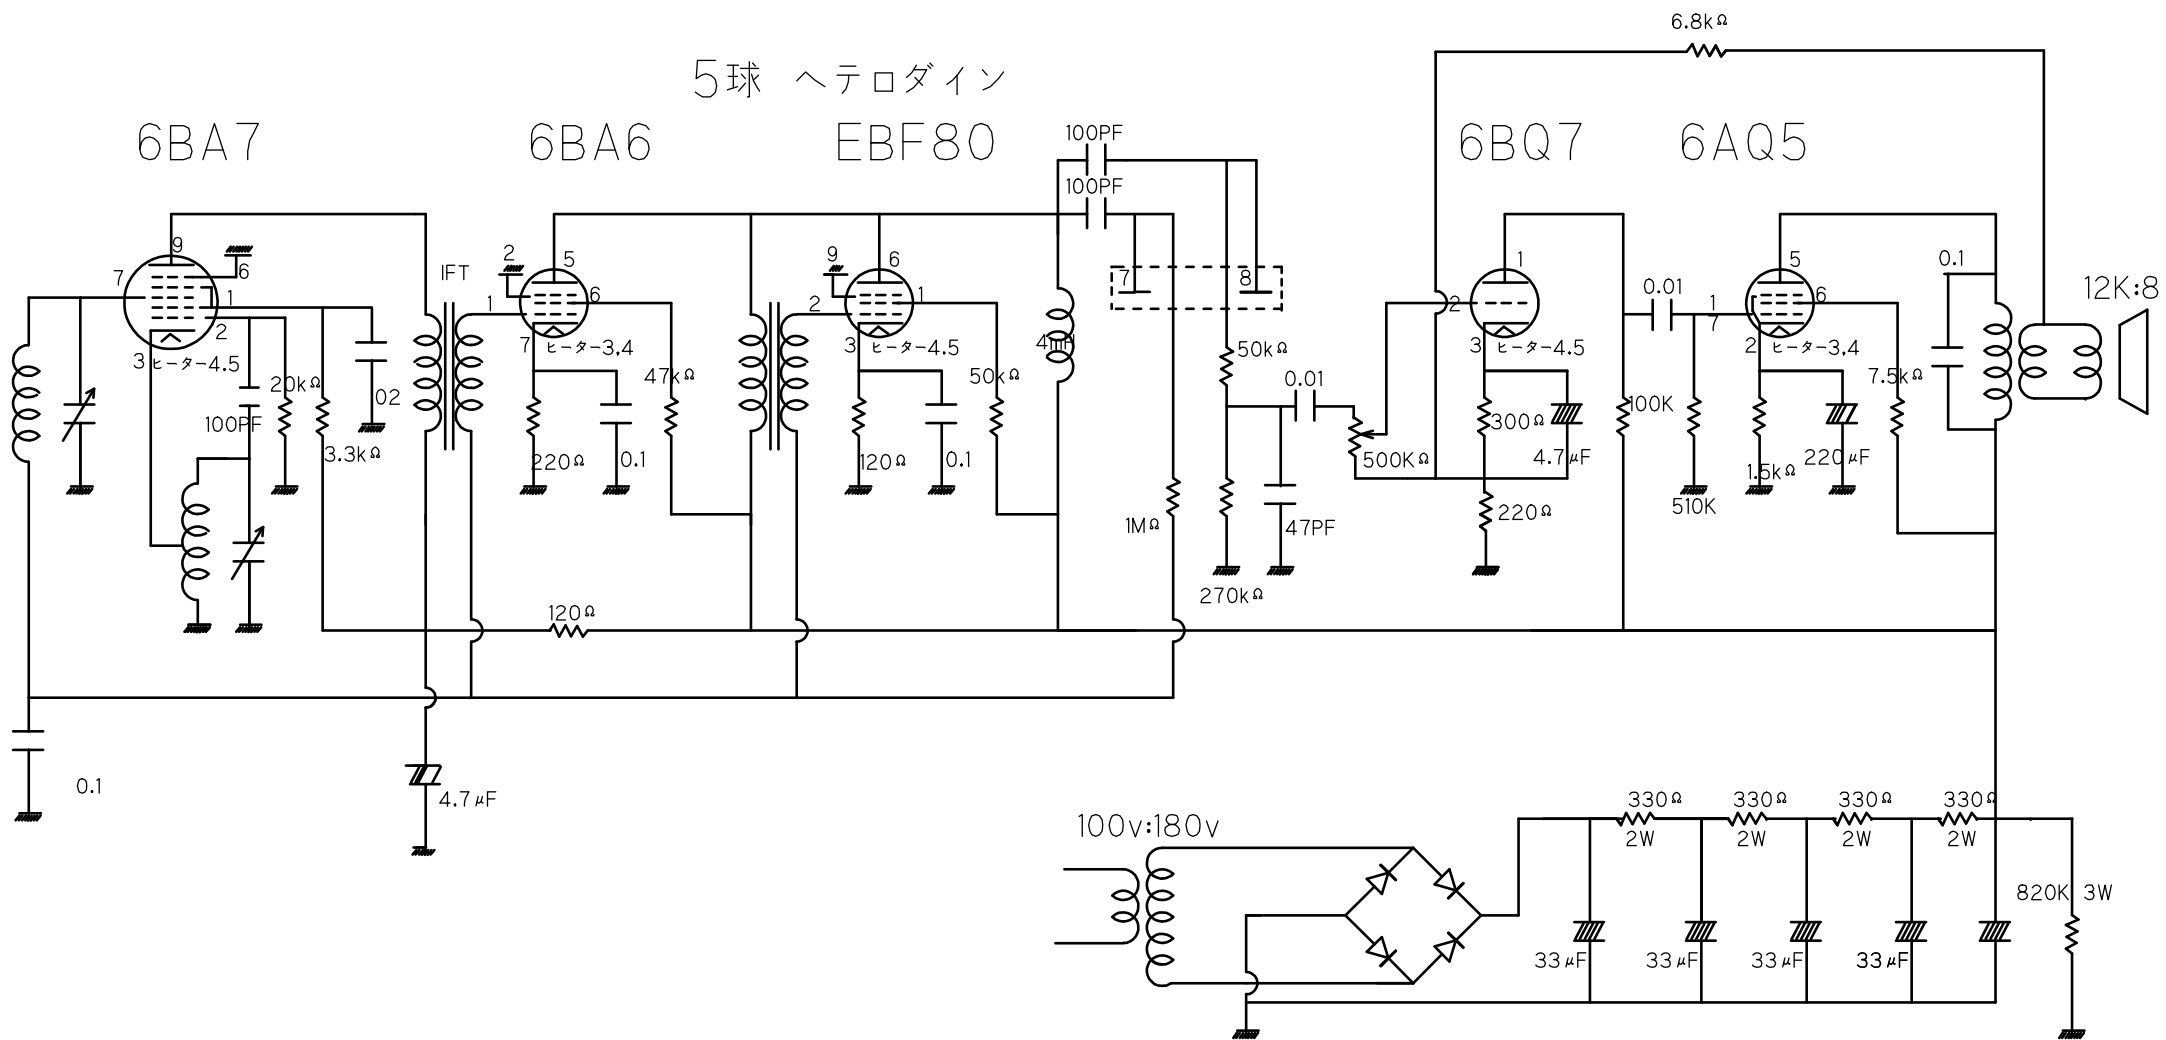 6.8kΩ
5球 ヘテロダイン
6BA7
6BA6
EBF80
6BQ7
6AQ5
100PF
100PF
9
7
6
1
2
3 ヒーター4.5
20kΩ
100PF
3.3kΩ
02
IFT
2
5
6
1
7 ヒーター3,4
47kΩ
220Ω
0.1
9
6
1
2
3 ヒーター4.5
50kΩ
120Ω
0.1
4mH
7
8
50kΩ
0.01
500KΩ
47PF
1MΩ
270kΩ
1
2
3 ヒーター4.5
300Ω
4.7μF
220Ω
100K
0.01
510K
5
1
7
6
2 ヒーター3,4
7.5kΩ
1.5kΩ
220μF
0.1
12K:8
120Ω
0.1
4.7μF
100v:180v
330Ω
2W
330Ω
2W
330Ω
2W
330Ω
2W
820K 3W
33μF
33μF
33μF
33μF